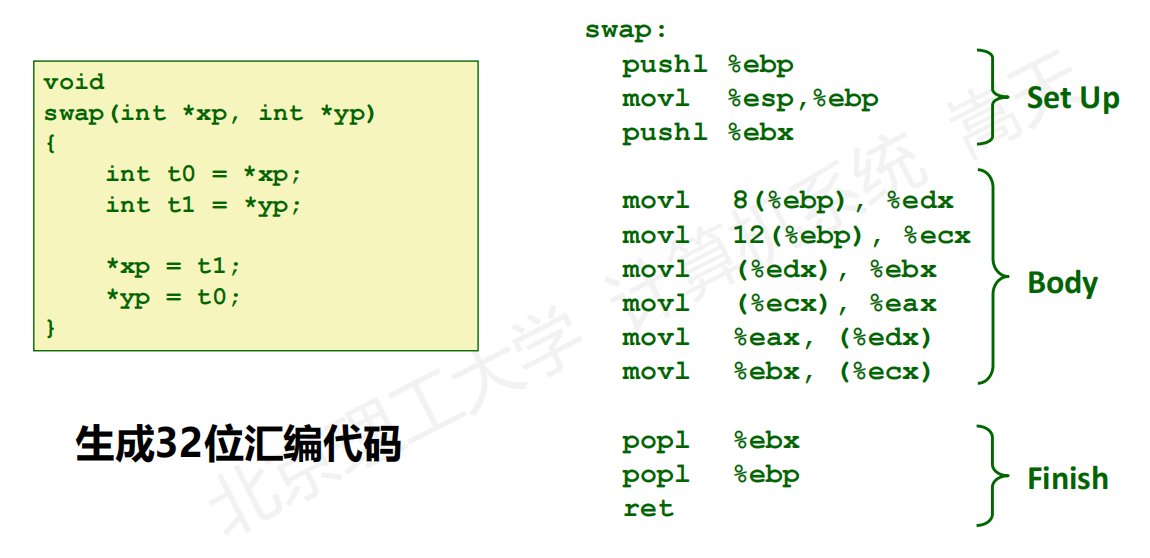 void
swap(int *xp, int *yp)
{
    int t0 = *xp;
    int t1 = *yp;

    *xp = t1;
    *yp = t0;
}
生成32位汇编代码
swap:
pushl %ebp
movl %esp,%ebp
pushl %ebx
Set Up
movl 8(%ebp), %edx
movl 12(%ebp), %ecx
movl (%edx), %ebx
movl (%ecx), %eax
movl %eax, (%edx)
movl %ebx, (%ecx)
Body
popl %ebx
popl %ebp
ret
Finish
北京理工大学 计算机系统 嵩天